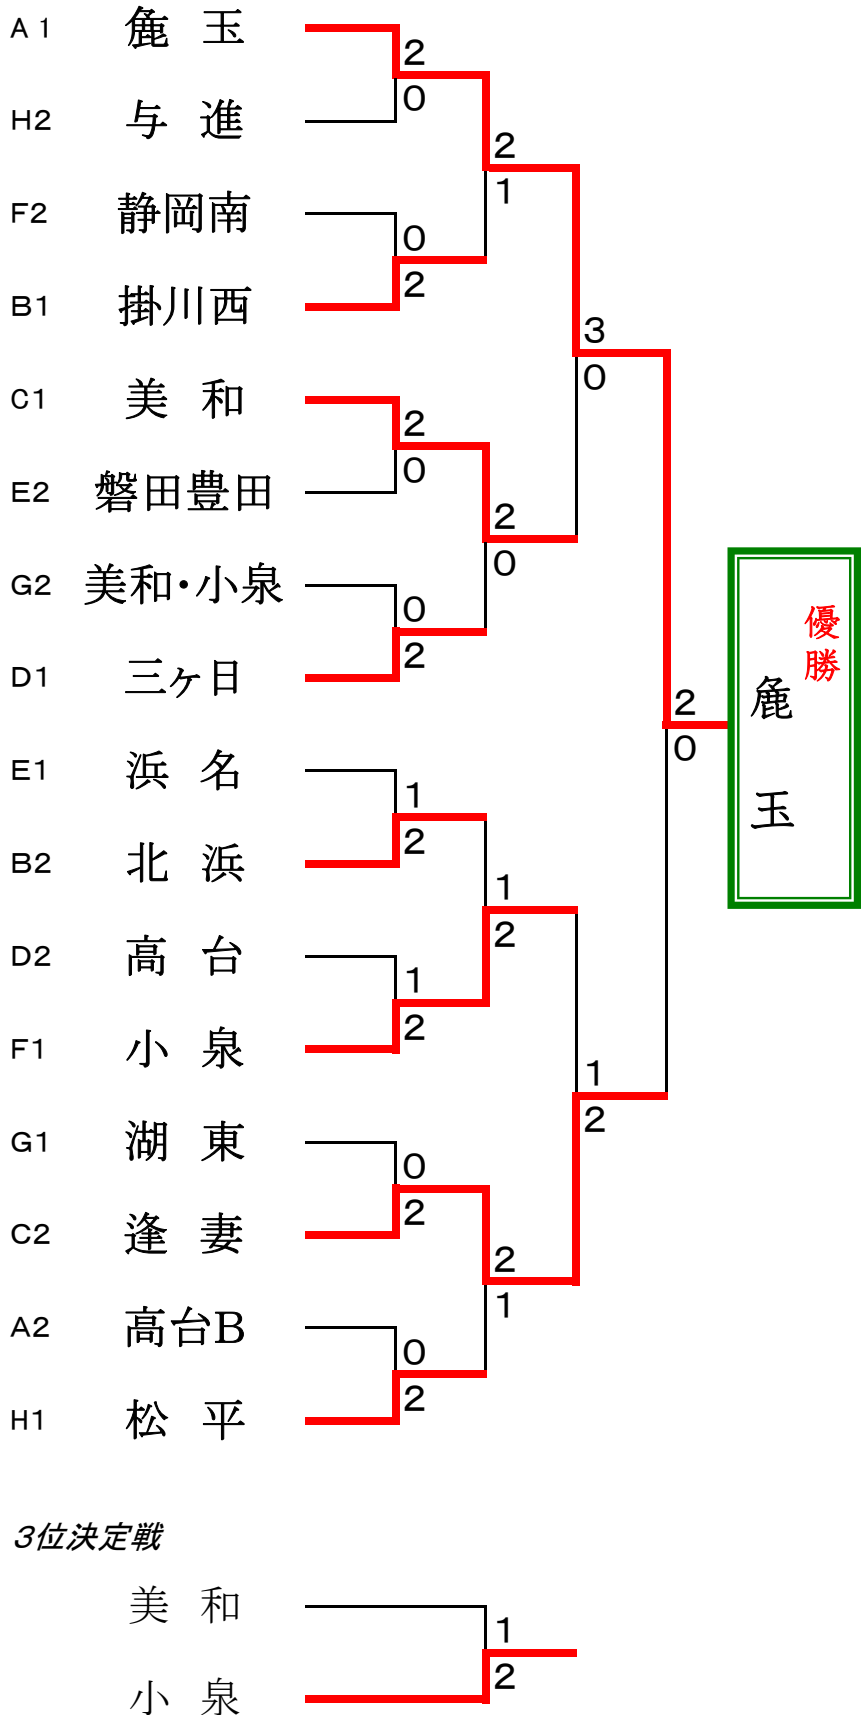 A1 麁 玉
2
0
H2 与 進
2
1
F2 静岡南
0
2
B1 掛川西
3
0
C1 美 和
2
0
E2 磐田豊田
2
0
G2 美和・小泉
0
2
D1 三ヶ日
優勝
麁玉
2
0
E1 浜 名
1
2
B2 北 浜
1
2
D2 高 台
1
2
F1 小 泉
1
2
G1 湖 東
0
2
C2 逢 妻
2
1
A2 高台B
0
2
H1 松 平
3位決定戦
美 和
1
2
小 泉